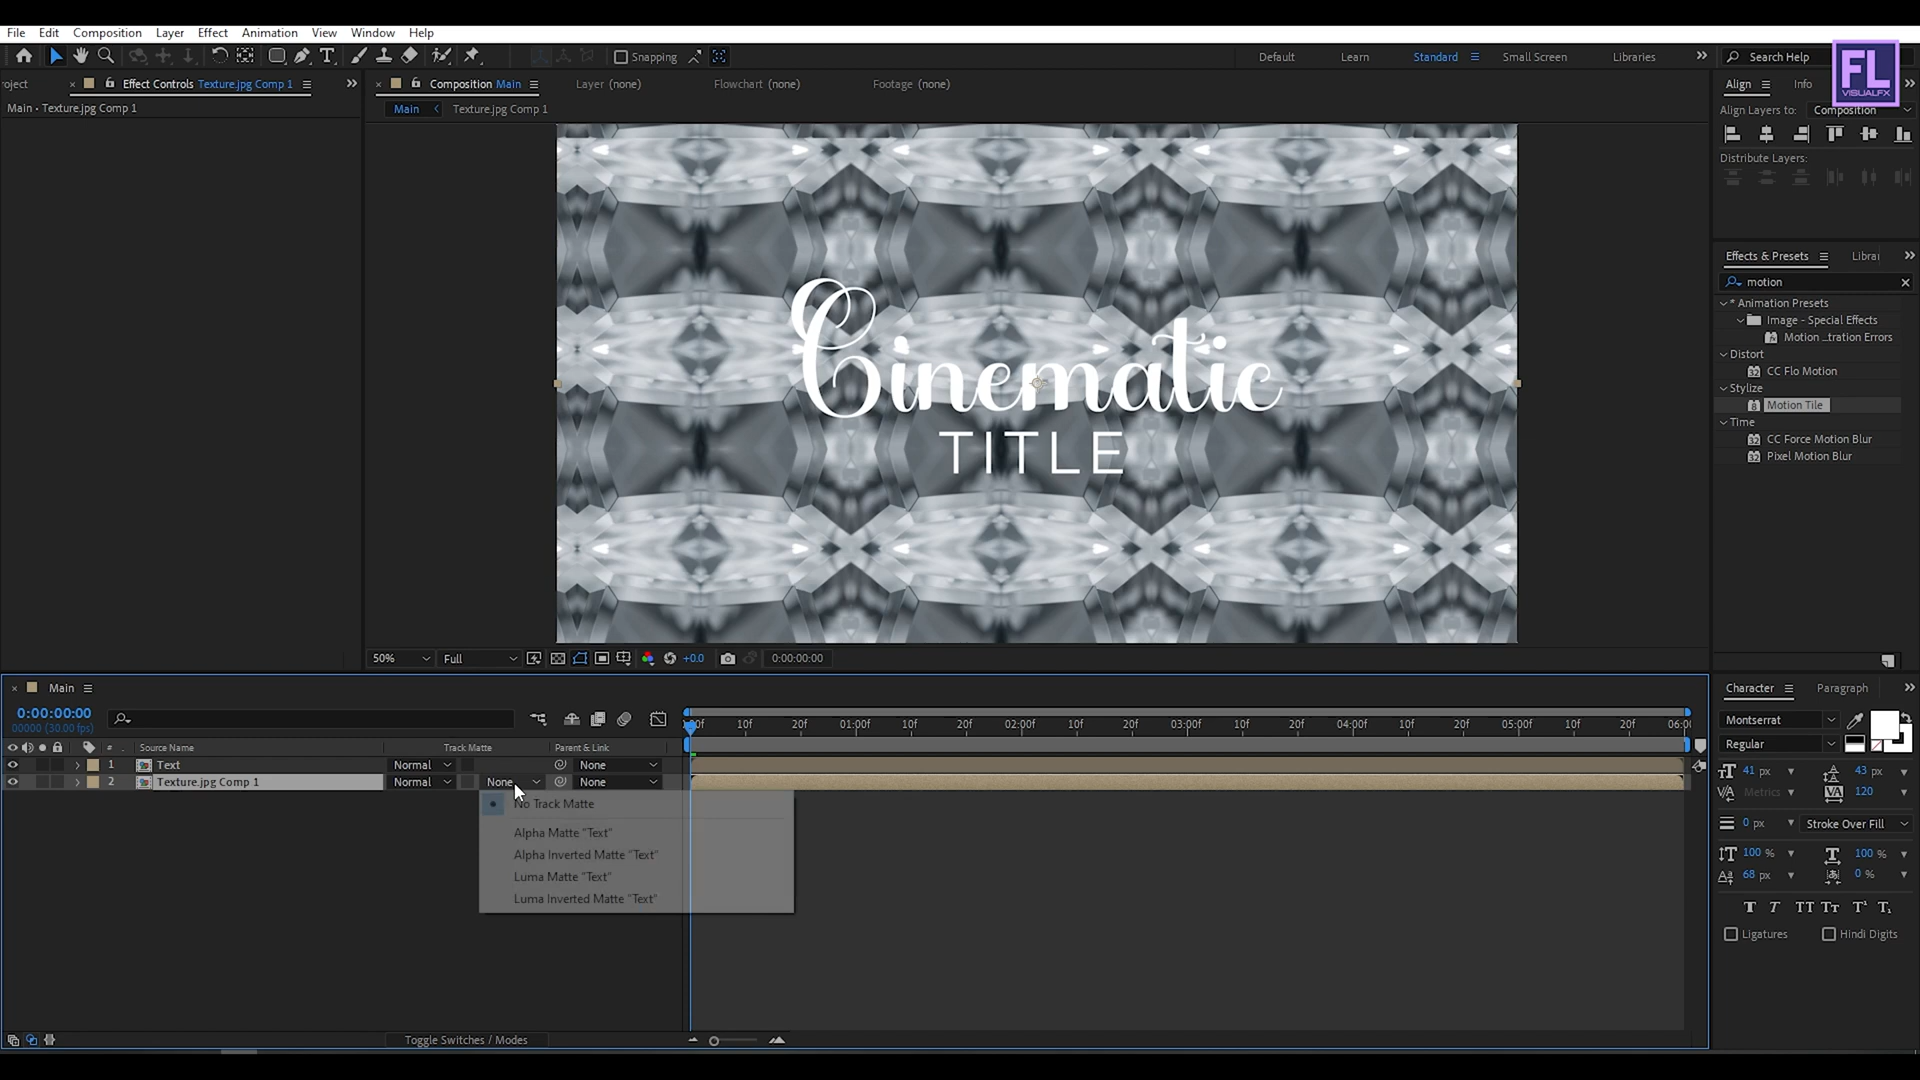 File Edit Composition Layer Effect Animation View Window Help
Snapping Default Learn Standard Small Screen Libraries Search Help
FL
VISUALFX
oject Effect Controls Texture.jpg Comp 1 Composition Main Layer (none) Flowchart (none) Footage (none) Align Info
Main • Texture.jpg Comp 1 Main Texture.jpg Comp 1 Align Layers to: Composition
Distribute Layers:
Effects & Presets Librai
motion
* Animation Presets
Image - Special Effects
Motion ...tration Errors
Distort
CC Flo Motion
Stylize
Motion Tile
Time
CC Force Motion Blur
Pixel Motion Blur
Cinematic
TITLE
50% Full +0.0 0:00:00:00
Main
0:00:00:00
00000 (30.00 fps)
:00f 10f 20f 01:00f 10f 20f 02:00f 10f 20f 03:00f 10f 20f 04:00f 10f 20f 05:00f 10f 20f 06:0
# Source Name Track Matte Parent & Link
1 Text Normal None
2 Texture.jpg Comp 1 Normal None None
No Track Matte
Alpha Matte "Text"
Alpha Inverted Matte "Text"
Luma Matte "Text"
Luma Inverted Matte "Text"
Toggle Switches / Modes
Character Paragraph
Montserrat
Regular
41 px 43 px
Metrics 120
0 px Stroke Over Fill
100 % 100 %
68 px 0 %
T T TT Tт T¹ T₁
Ligatures Hindi Digits